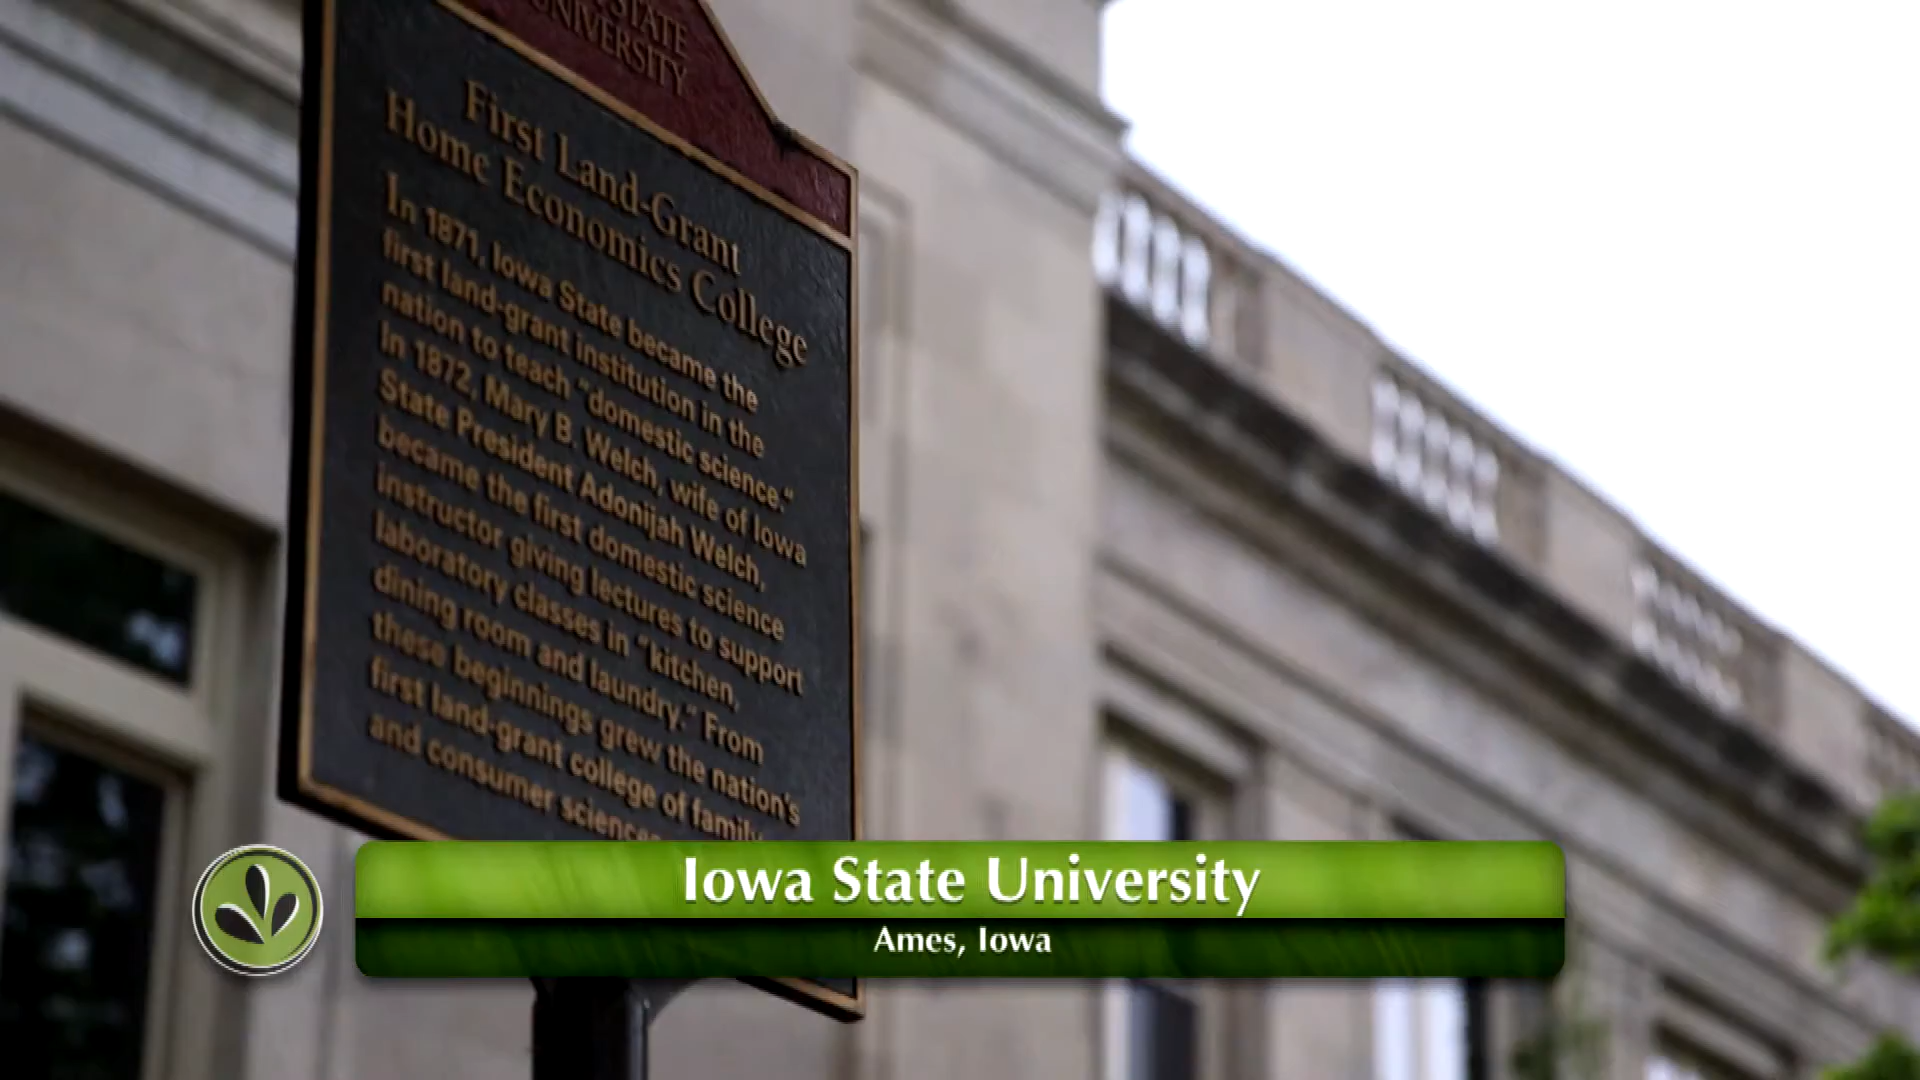 STATE
UNIVERSITY
First Land-Grant
Home Economics College
In 1871, Iowa State became the
first land-grant institution in the
nation to teach "domestic science."
In 1872, Mary B. Welch, wife of Iowa
State President Adonijah Welch,
became the first domestic science
instructor giving lectures to support
laboratory classes in "kitchen,
dining room and laundry." From
these beginnings grew the nation's
first land-grant college of family
and consumer sciences
Iowa State University
Ames, Iowa